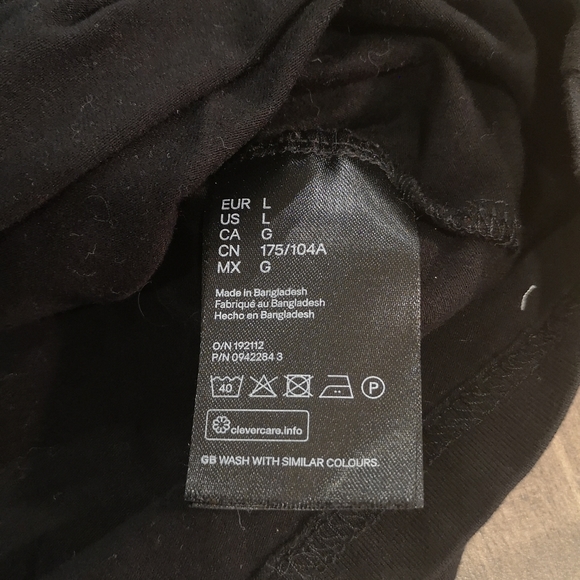 EUR L
US L
CA G
CN 175/104A
MX G
Made in Bangladesh
Fabriqué au Bangladesh
Hecho en Bangladesh
O/N 192112
P/N 0942284 3
40 P
clevercare.info
GB WASH WITH SIMILAR COLOURS.